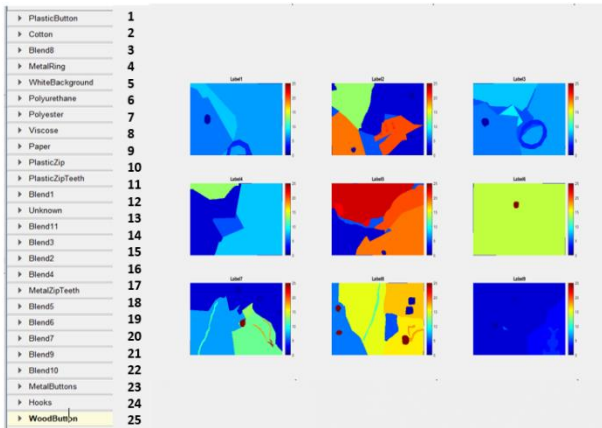 PlasticButton
Cotton
Blend8
MetalRing
WhiteBackground
Polyurethane
Polyester
Viscose
Paper
PlasticZip
PlasticZipTeeth
Blend1
Unknown
Blend11
Blend3
Blend2
Blend4
MetalZipTeeth
Blend5
Blend6
Blend7
Blend9
Blend10
MetalButtons
Hooks
WoodButton
1
2
3
4
5
6
7
8
9
10
11
12
13
14
15
16
17
18
19
20
21
22
23
24
25
Label1
Label2
Label3
Label4
Label5
Label6
Label7
Label8
Label9